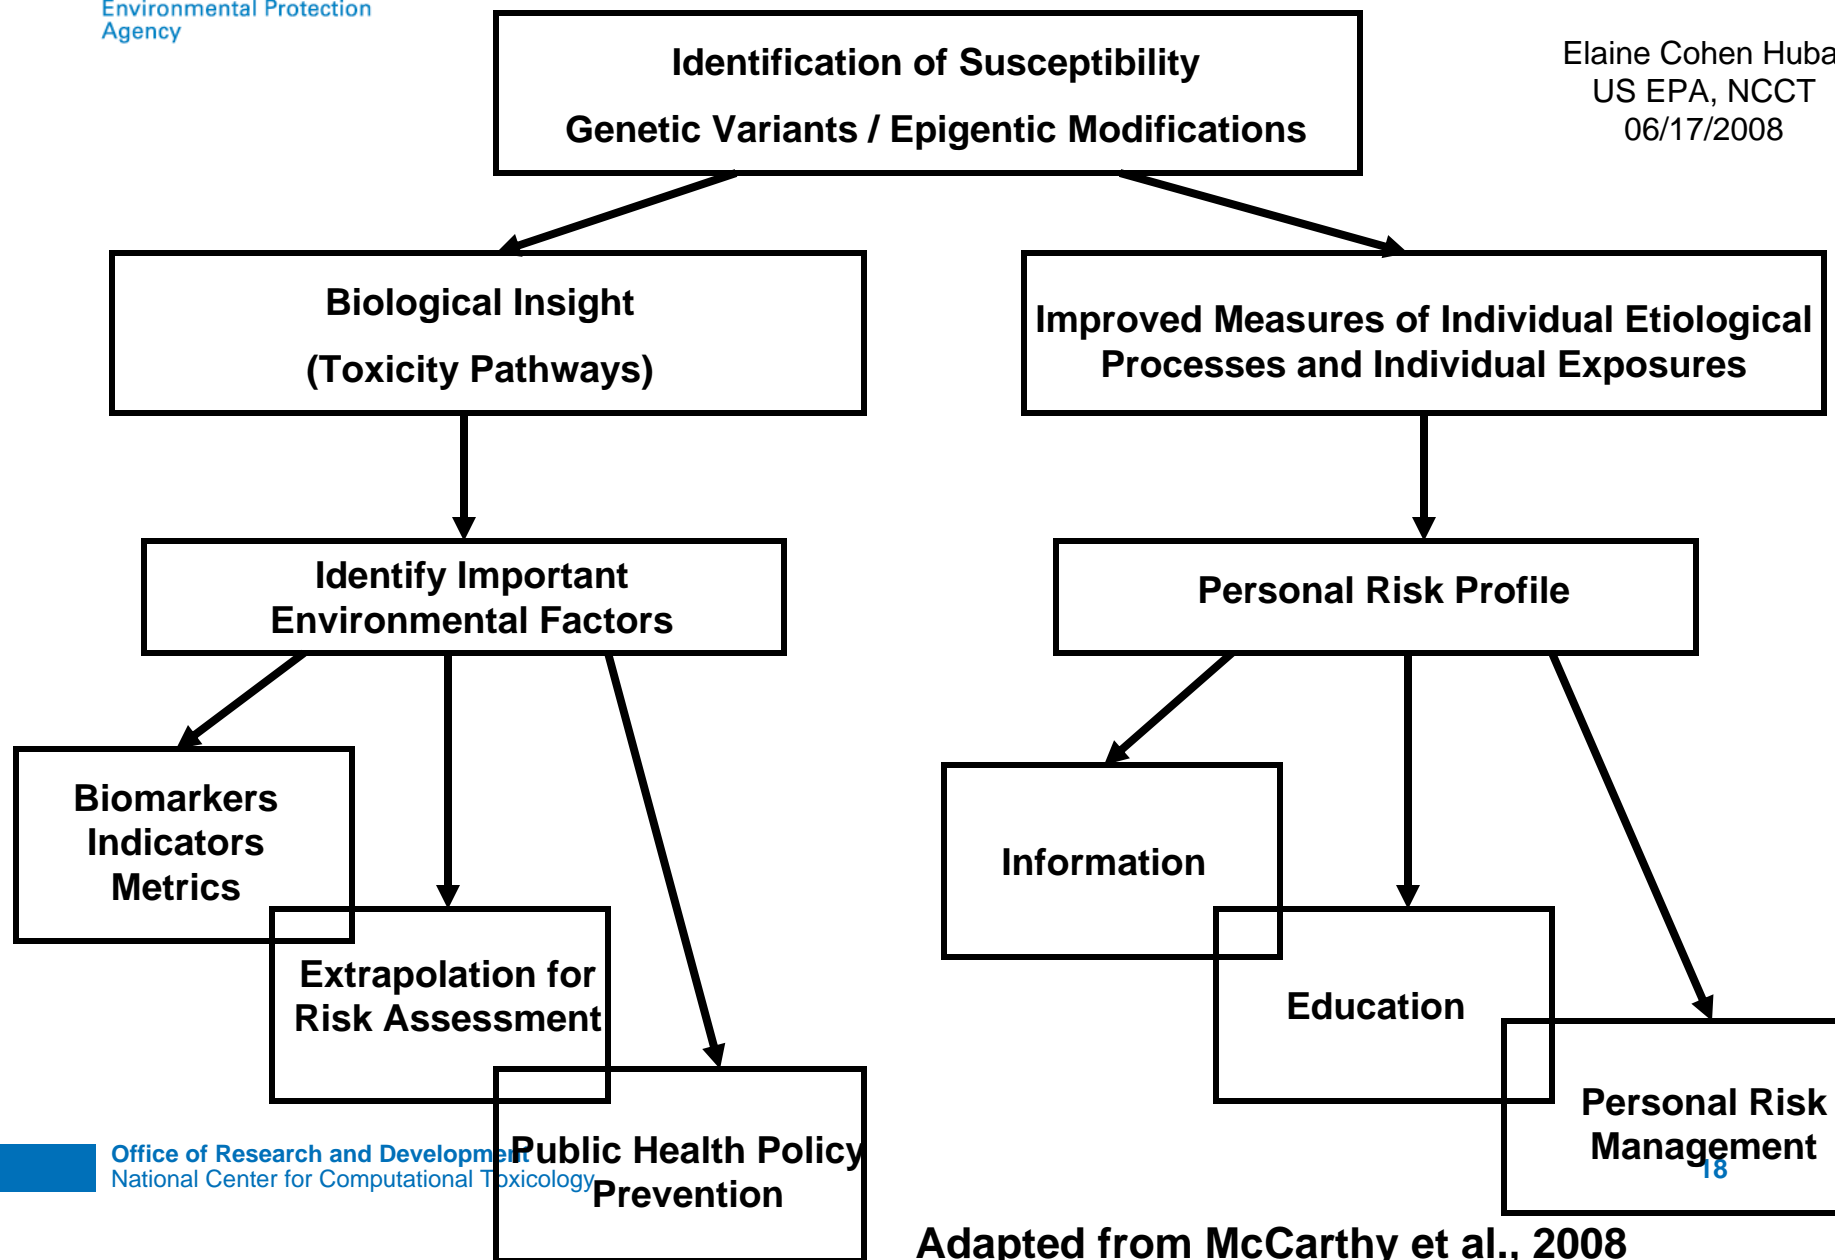 Environmental Protection
Agency
Elaine Cohen Huba
US EPA, NCCT
06/17/2008
Identification of Susceptibility
Genetic Variants / Epigentic Modifications
Biological Insight
(Toxicity Pathways)
Improved Measures of Individual Etiological
Processes and Individual Exposures
Identify Important
Environmental Factors
Personal Risk Profile
Biomarkers
Indicators
Metrics
Extrapolation for
Risk Assessment
Public Health Policy
Prevention
Information
Education
Personal Risk
Management
Office of Research and Development
National Center for Computational Toxicology
18
Adapted from McCarthy et al., 2008